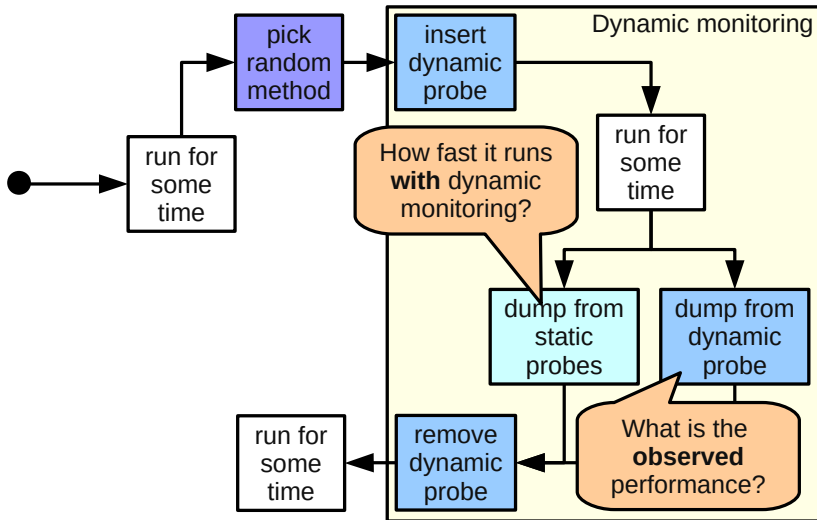 Dynamic monitoring
pick
random
method
insert
dynamic
probe
run for
some
time
run for
some
time
How fast it runs
with dynamic
monitoring?
dump from
static
probes
dump from
dynamic
probe
What is the
observed
performance?
remove
dynamic
probe
run for
some
time